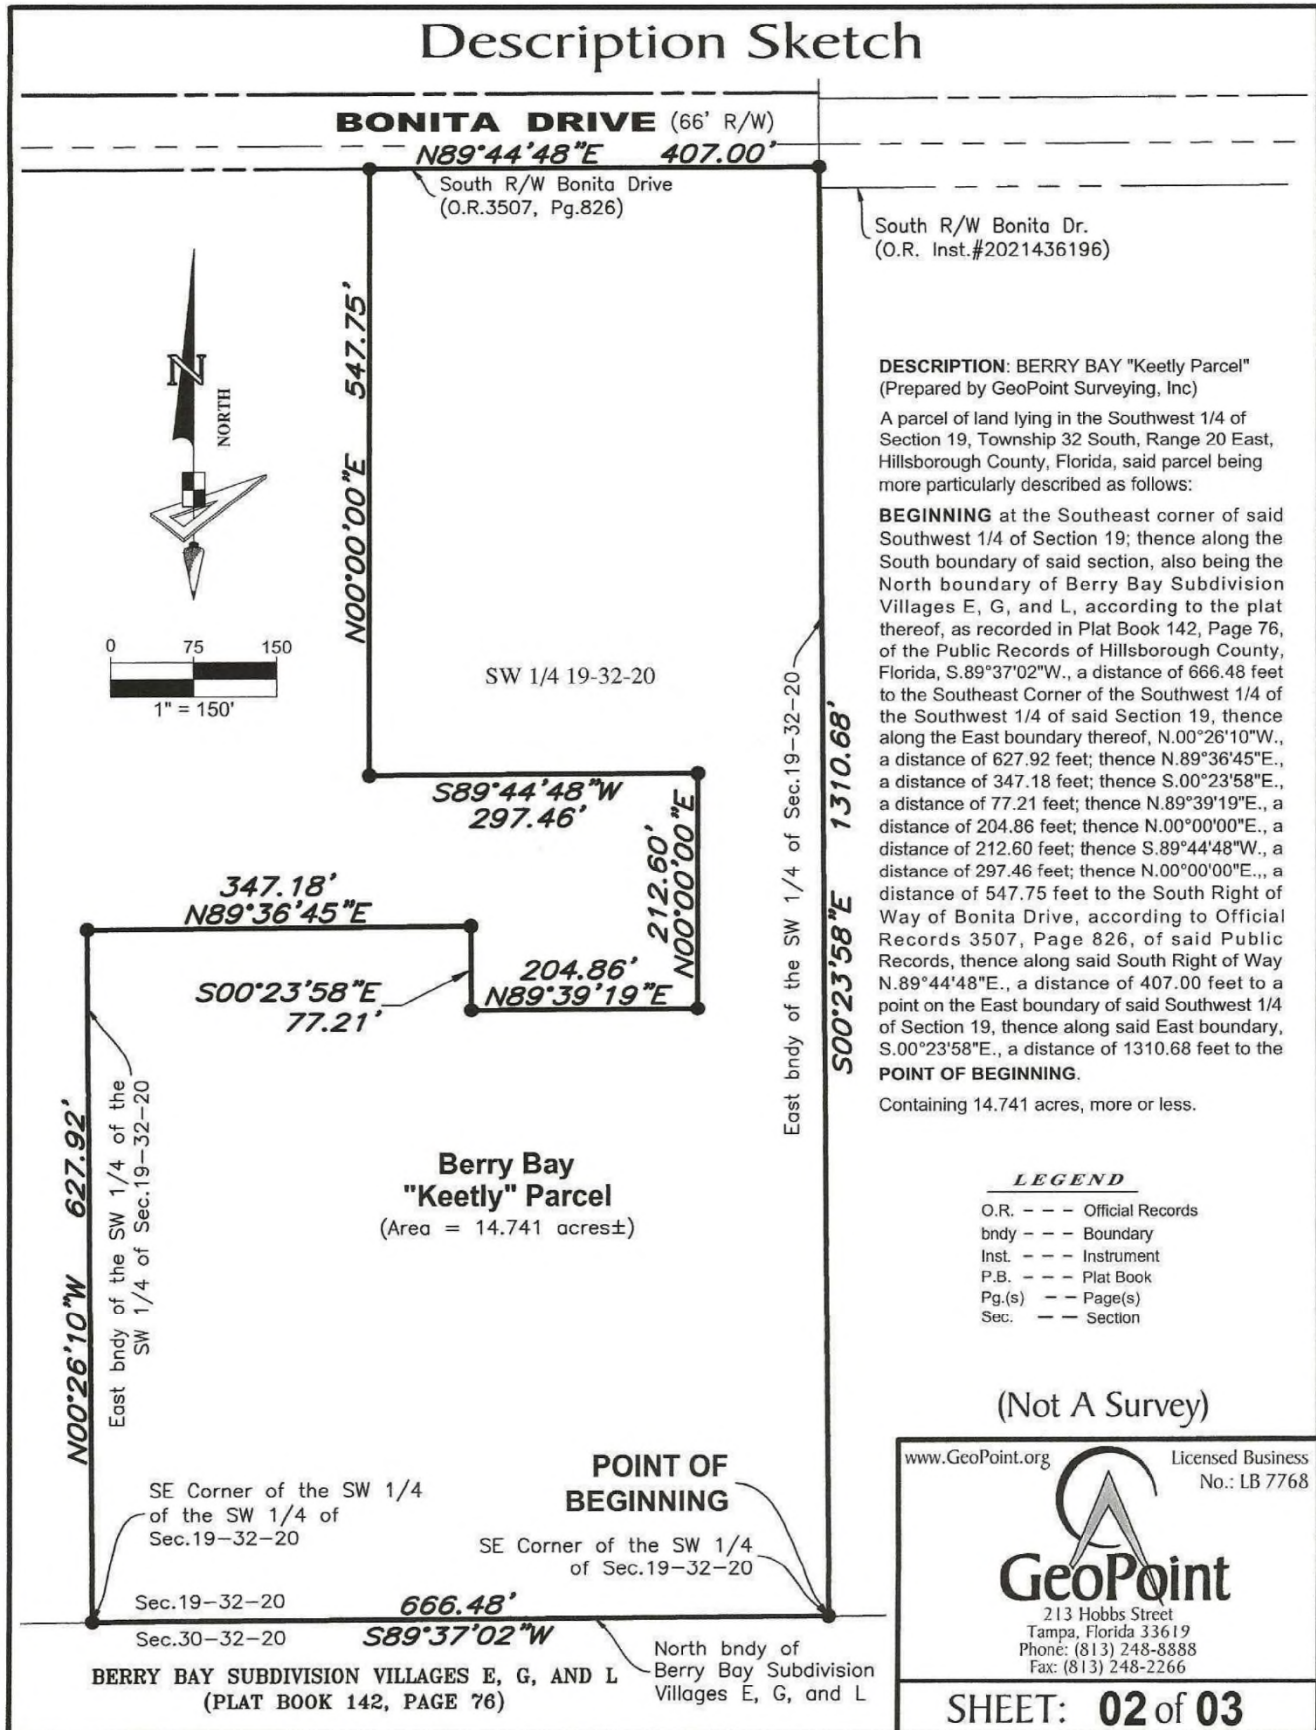 Description Sketch
BONITA DRIVE (66' R/W)
N89°44'48"E 407.00'
South R/W Bonita Drive
(O.R.3507, Pg.826)
South R/W Bonita Dr.
(O.R. Inst.#2021436196)
N
NORTH
0 75 150
1" = 150'
N00°00'00"E 547.75'
SW 1/4 19-32-20
S89°44'48"W
297.46'
212.60'
N00°00'00"E
347.18'
N89°36'45"E
S00°23'58"E
77.21'
204.86'
N89°39'19"E
East bndy of the SW 1/4 of Sec.19-32-20
S00°23'58"E 1310.68'
N00°26'10"W 627.92'
East bndy of the SW 1/4 of the
SW 1/4 of Sec.19-32-20
Berry Bay
"Keetly" Parcel
(Area = 14.741 acres±)
SE Corner of the SW 1/4
of the SW 1/4 of
Sec.19-32-20
POINT OF
BEGINNING
SE Corner of the SW 1/4
of Sec.19-32-20
Sec.19-32-20
Sec.30-32-20
666.48'
S89°37'02"W
BERRY BAY SUBDIVISION VILLAGES E, G, AND L
(PLAT BOOK 142, PAGE 76)
North bndy of
Berry Bay Subdivision
Villages E, G, and L
DESCRIPTION: BERRY BAY "Keetly Parcel"
(Prepared by GeoPoint Surveying, Inc)
A parcel of land lying in the Southwest 1/4 of
Section 19, Township 32 South, Range 20 East,
Hillsborough County, Florida, said parcel being
more particularly described as follows:
BEGINNING at the Southeast corner of said
Southwest 1/4 of Section 19; thence along the
South boundary of said section, also being the
North boundary of Berry Bay Subdivision
Villages E, G, and L, according to the plat
thereof, as recorded in Plat Book 142, Page 76,
of the Public Records of Hillsborough County,
Florida, S.89°37'02"W., a distance of 666.48 feet
to the Southeast Corner of the Southwest 1/4 of
the Southwest 1/4 of said Section 19, thence
along the East boundary thereof, N.00°26'10"W.,
a distance of 627.92 feet; thence N.89°36'45"E.,
a distance of 347.18 feet; thence S.00°23'58"E.,
a distance of 77.21 feet; thence N.89°39'19"E., a
distance of 204.86 feet; thence N.00°00'00"E., a
distance of 212.60 feet; thence S.89°44'48"W., a
distance of 297.46 feet; thence N.00°00'00"E.,, a
distance of 547.75 feet to the South Right of
Way of Bonita Drive, according to Official
Records 3507, Page 826, of said Public
Records, thence along said South Right of Way
N.89°44'48"E., a distance of 407.00 feet to a
point on the East boundary of said Southwest 1/4
of Section 19, thence along said East boundary,
S.00°23'58"E., a distance of 1310.68 feet to the
POINT OF BEGINNING.
Containing 14.741 acres, more or less.
LEGEND
O.R. - - - Official Records
bndy - - - Boundary
Inst. - - - Instrument
P.B. - - - Plat Book
Pg.(s) - - Page(s)
Sec. - - - Section
(Not A Survey)
www.GeoPoint.org
Licensed Business
No.: LB 7768
GeoPoint
213 Hobbs Street
Tampa, Florida 33619
Phone: (813) 248-8888
Fax: (813) 248-2266
SHEET: 02 of 03